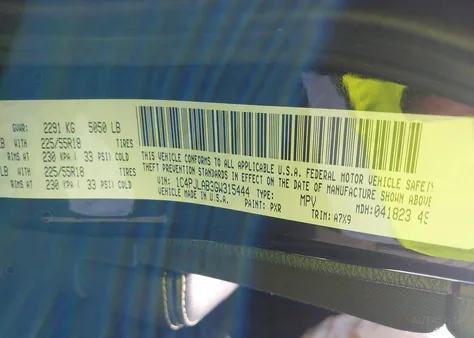 GVWR: 2291 KG 5050 LB
WITH 225/55R18 TIRES
RIMS AT 230 KPA ( 33 PSI) COLD
LB WITH 225/55R18 TIRES
RIMS AT 230 KPA ( 33 PSI) COLD
THIS VEHICLE CONFORMS TO ALL APPLICABLE U.S.A. FEDERAL MOTOR VEHICLE SAFETY
THEFT PREVENTION STANDARDS IN EFFECT ON THE DATE OF MANUFACTURE SHOWN ABOVE
VIN: 1C4PJLAB3GW315444 TYPE: MPV MDH: 041823 49
VEHICLE MADE IN U.S.A. PAINT: PXR TRIM: A7X9